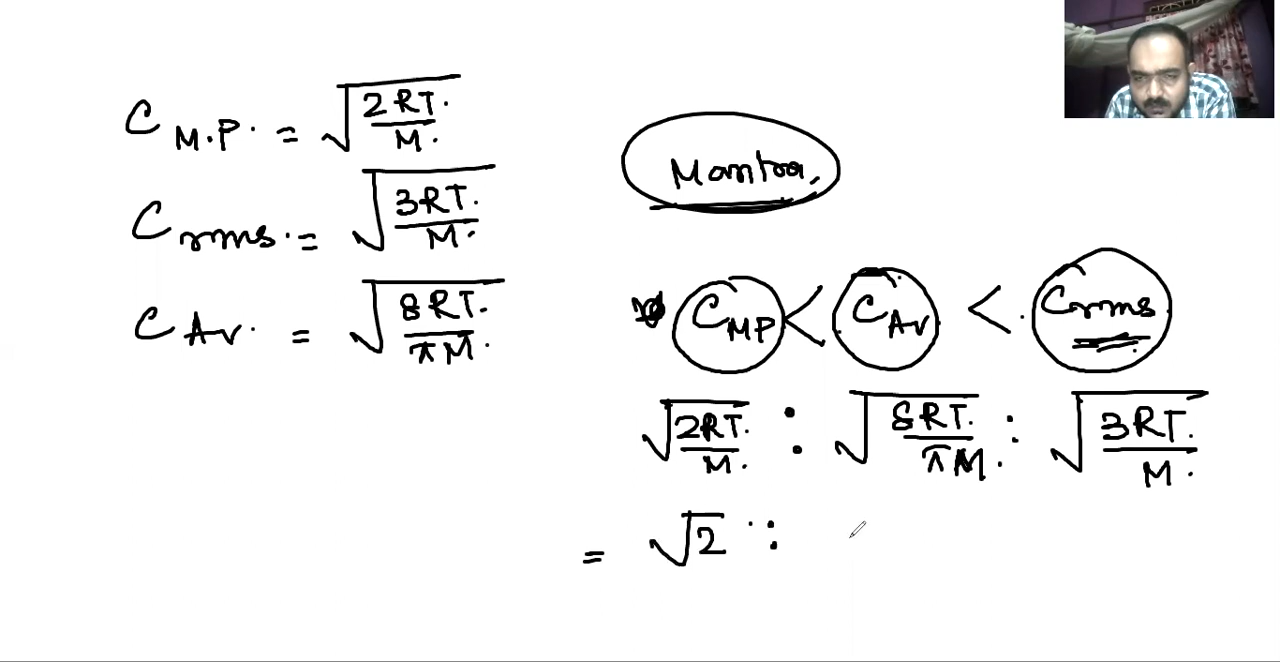 C M.P. = √(2RT/M)
C rms = √(3RT/M)
C Av. = √(8RT/πM)
Mantra,
C MP < C Av < C rms
√(2RT/M) : √(8RT/πM) : √(3RT/M)
= √2 :